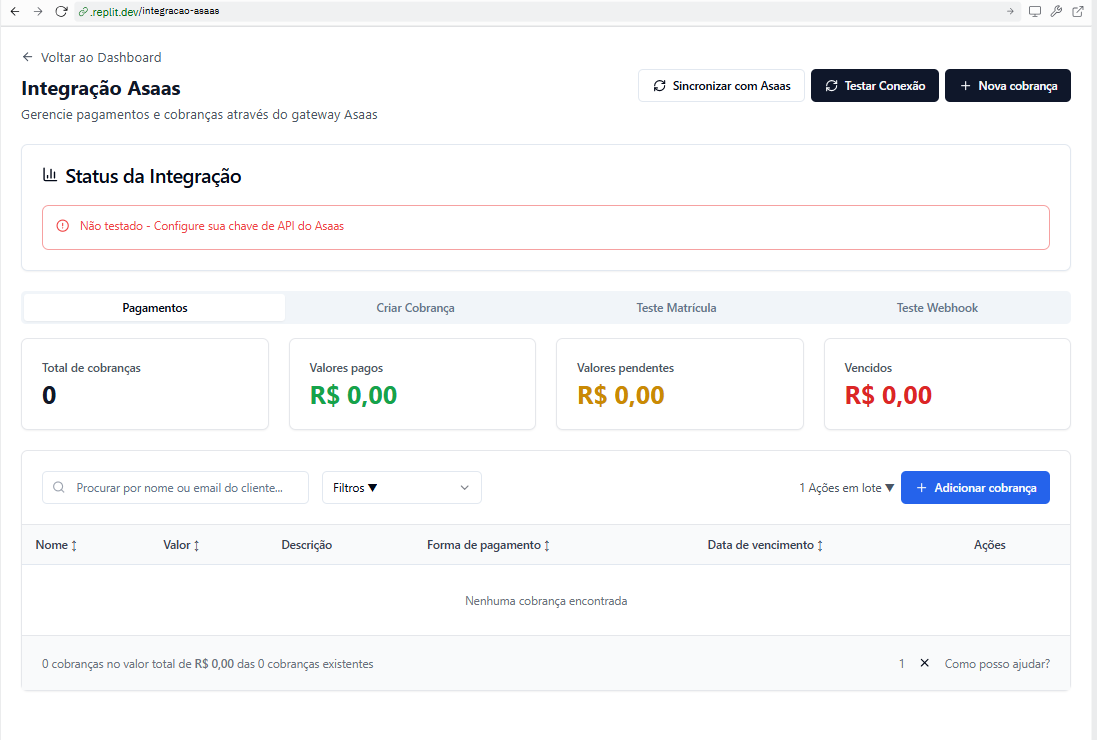 .replit.dev/integracao-asaas
Voltar ao Dashboard
Integração Asaas
Gerencie pagamentos e cobranças através do gateway Asaas
Sincronizar com Asaas
Testar Conexão
+ Nova cobrança
Status da Integração
Não testado - Configure sua chave de API do Asaas
Pagamentos
Criar Cobrança
Teste Matrícula
Teste Webhook
Total de cobranças
0
Valores pagos
R$ 0,00
Valores pendentes
R$ 0,00
Vencidos
R$ 0,00
Procurar por nome ou email do cliente...
Filtros ▼
1 Ações em lote ▼
+ Adicionar cobrança
Nome ↕ Valor ↕ Descrição Forma de pagamento ↕ Data de vencimento ↕ Ações
Nenhuma cobrança encontrada
0 cobranças no valor total de R$ 0,00 das 0 cobranças existentes
1 ✕ Como posso ajudar?